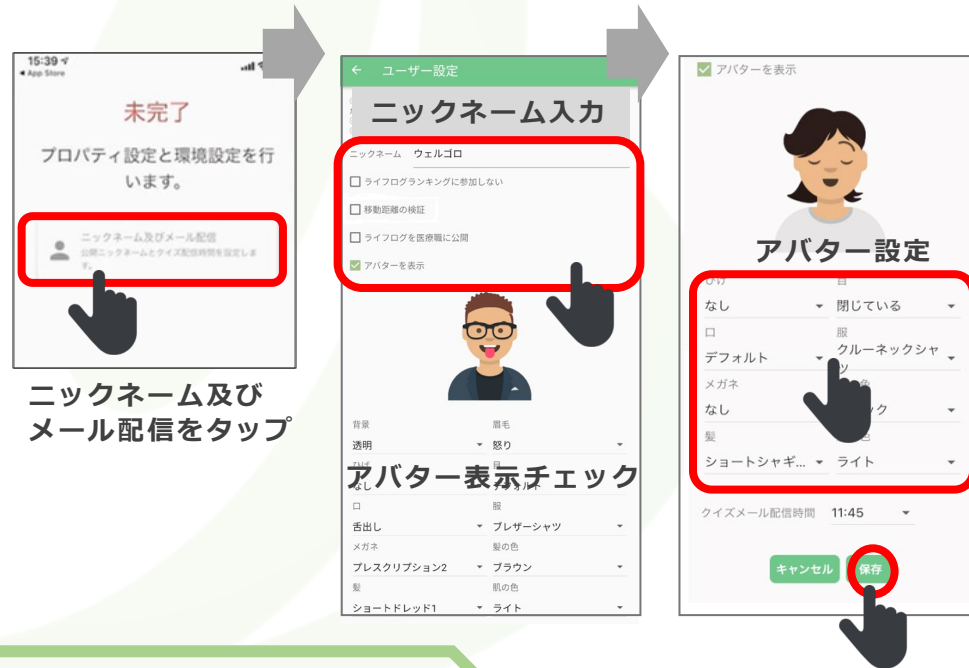 15:39
App Store
未完了
プロパティ設定と環境設定を行
います。
ニックネーム及びメール配信
公開ニックネームとクイズ配信時間を設定しま
す。
ニックネーム及び
メール配信をタップ
ユーザー設定
ニックネーム入力
ニックネーム ウェルゴロ
ライフログランキングに参加しない
移動距離の検証
ライフログを医療職に公開
アバターを表示
背景 眉毛
透明 怒り
アバター表示チェック
口 服
舌出し ブレザーシャツ
メガネ 髪の色
プレスクリプション2 ブラウン
髪 肌の色
ショートドレッド1 ライト
アバターを表示
アバター設定
なし 閉じている
口 服
デフォルト クルーネックシャ
ツ
メガネ
なし
髪
ショートシャギ... ライト
クイズメール配信時間 11:45
キャンセル 保存